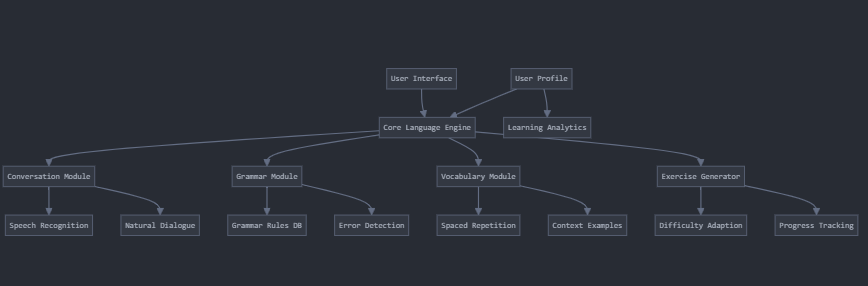 User Interface
User Profile
Core Language Engine
Learning Analytics
Conversation Module
Grammar Module
Vocabulary Module
Exercise Generator
Speech Recognition
Natural Dialogue
Grammar Rules DB
Error Detection
Spaced Repetition
Context Examples
Difficulty Adaption
Progress Tracking